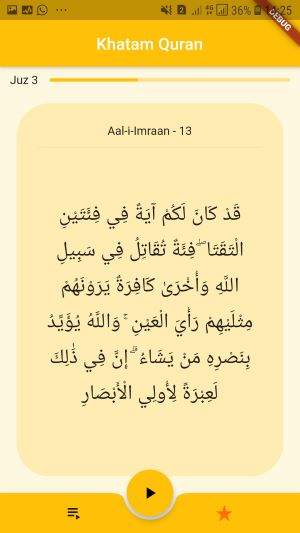 36% 14:25
DEBUG
Khatam Quran
Juz 3
Aal-i-Imraan - 13
قَدْ كَانَ لَكُمْ آيَةٌ فِي فِئَتَيْنِ
الْتَقَتَا ۖ فِئَةٌ تُقَاتِلُ فِي سَبِيلِ
اللَّهِ وَأُخْرَىٰ كَافِرَةٌ يَرَوْنَهُمْ
مِثْلَيْهِمْ رَأْيَ الْعَيْنِ ۚ وَاللَّهُ يُؤَيِّدُ
بِنَصْرِهِ مَنْ يَشَاءُ ۗ إِنَّ فِي ذَٰلِكَ
لَعِبْرَةً لِأُولِي الْأَبْصَارِ